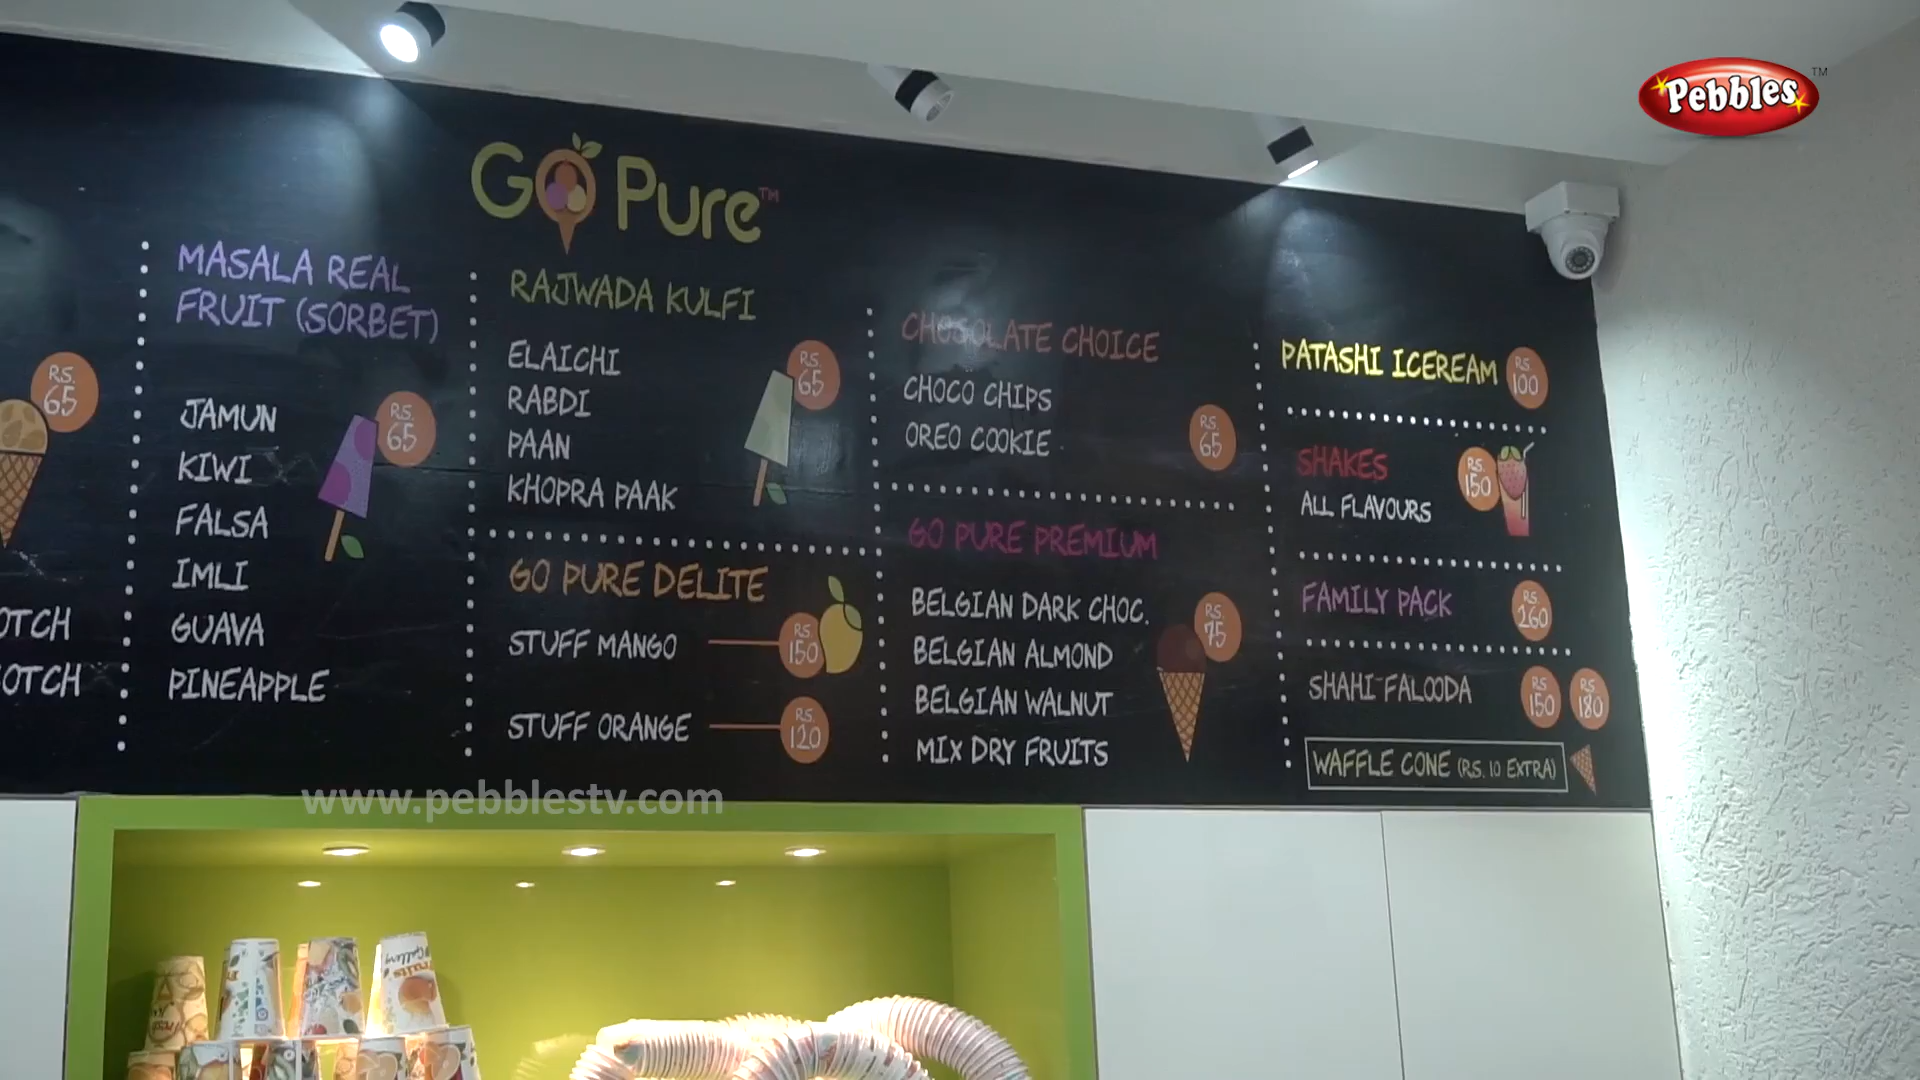 Pebbles™
GO Pure™
RS.
65
OTCH
OTCH
MASALA REAL
FRUIT (SORBET)
RS.
65
JAMUN
KIWI
FALSA
IMLI
GUAVA
PINEAPPLE
RAJWADA KULFI
RS.
65
ELAICHI
RABDI
PAAN
KHOPRA PAAK
GO PURE DELITE
STUFF MANGO RS. 150
STUFF ORANGE RS. 120
CHOSOLATE CHOICE
CHOCO CHIPS
OREO COOKIE
RS.
65
GO PURE PREMIUM
BELGIAN DARK CHOC.
RS.
75
BELGIAN ALMOND
BELGIAN WALNUT
MIX DRY FRUITS
PATASHI ICEREAM RS. 100
SHAKES
RS.
150
ALL FLAVOURS
FAMILY PACK RS. 260
SHAHI-FALOODA RS. 150 RS. 180
WAFFLE CONE (RS. 10 EXTRA)
www.pebblestv.com